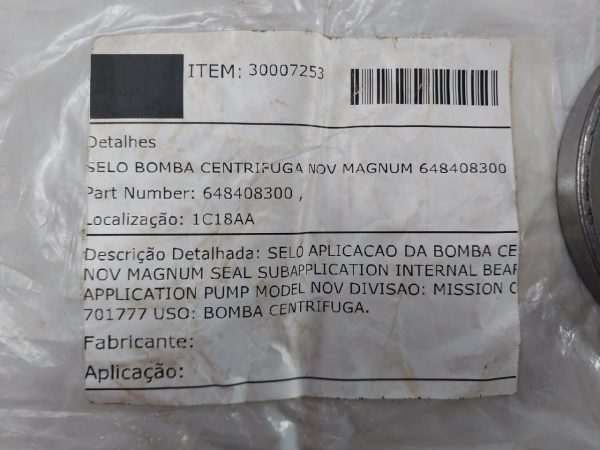 ITEM: 30007253
Detalhes
SELO BOMBA CENTRIFUGA NOV MAGNUM 648408300
Part Number: 648408300 ,
Localização: 1C18AA
Descrição Detalhada: SELO APLICACAO DA BOMBA CE
NOV MAGNUM SEAL SUBAPPLICATION INTERNAL BEAR
APPLICATION PUMP MODEL NOV DIVISAO: MISSION C
701777 USO: BOMBA CENTRIFUGA.
Fabricante:
Aplicação: